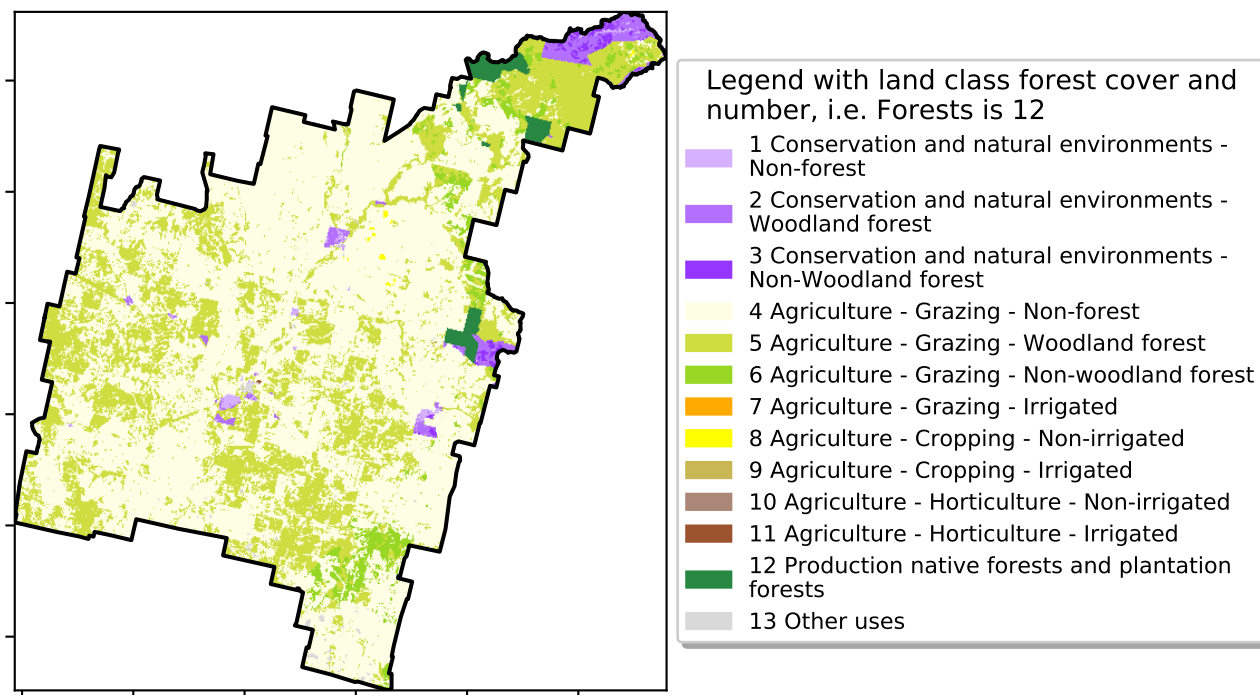 Legend with land class forest cover and
number, i.e. Forests is 12
1 Conservation and natural environments -
Non-forest
2 Conservation and natural environments -
Woodland forest
3 Conservation and natural environments -
Non-Woodland forest
4 Agriculture - Grazing - Non-forest
5 Agriculture - Grazing - Woodland forest
6 Agriculture - Grazing - Non-woodland forest
7 Agriculture - Grazing - Irrigated
8 Agriculture - Cropping - Non-irrigated
9 Agriculture - Cropping - Irrigated
10 Agriculture - Horticulture - Non-irrigated
11 Agriculture - Horticulture - Irrigated
12 Production native forests and plantation
forests
13 Other uses